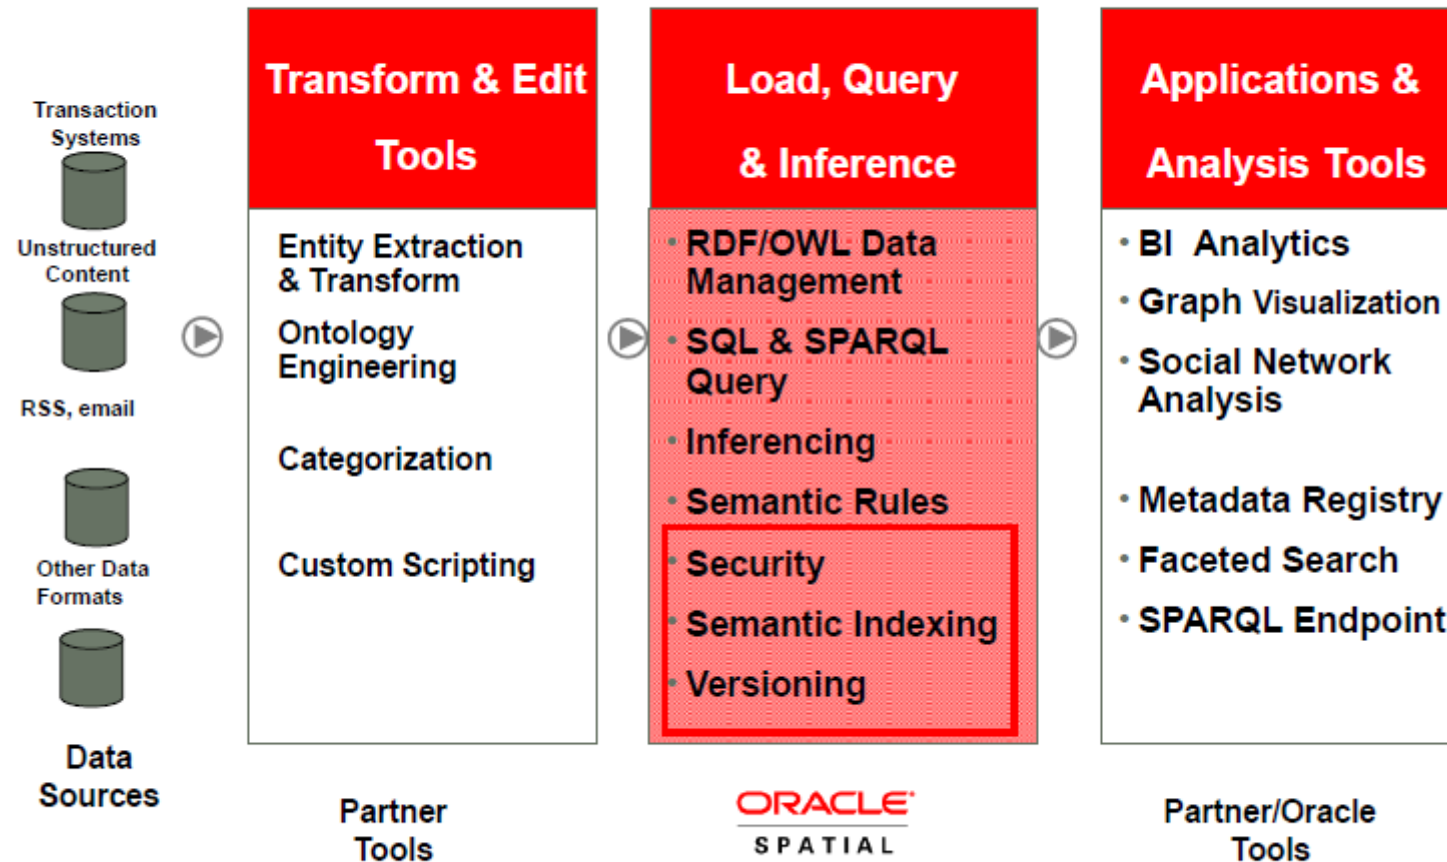 Transaction
Systems
Unstructured
Content
RSS, email
Other Data
Formats
Data
Sources
Transform & Edit
Tools
Entity Extraction
& Transform
Ontology
Engineering
Categorization
Custom Scripting
Partner
Tools
Load, Query
& Inference
• RDF/OWL Data
Management
• SQL & SPARQL
Query
• Inferencing
• Semantic Rules
• Security
• Semantic Indexing
• Versioning
ORACLE
SPATIAL
Applications &
Analysis Tools
• BI Analytics
• Graph Visualization
• Social Network
Analysis
• Metadata Registry
• Faceted Search
• SPARQL Endpoint
Partner/Oracle
Tools